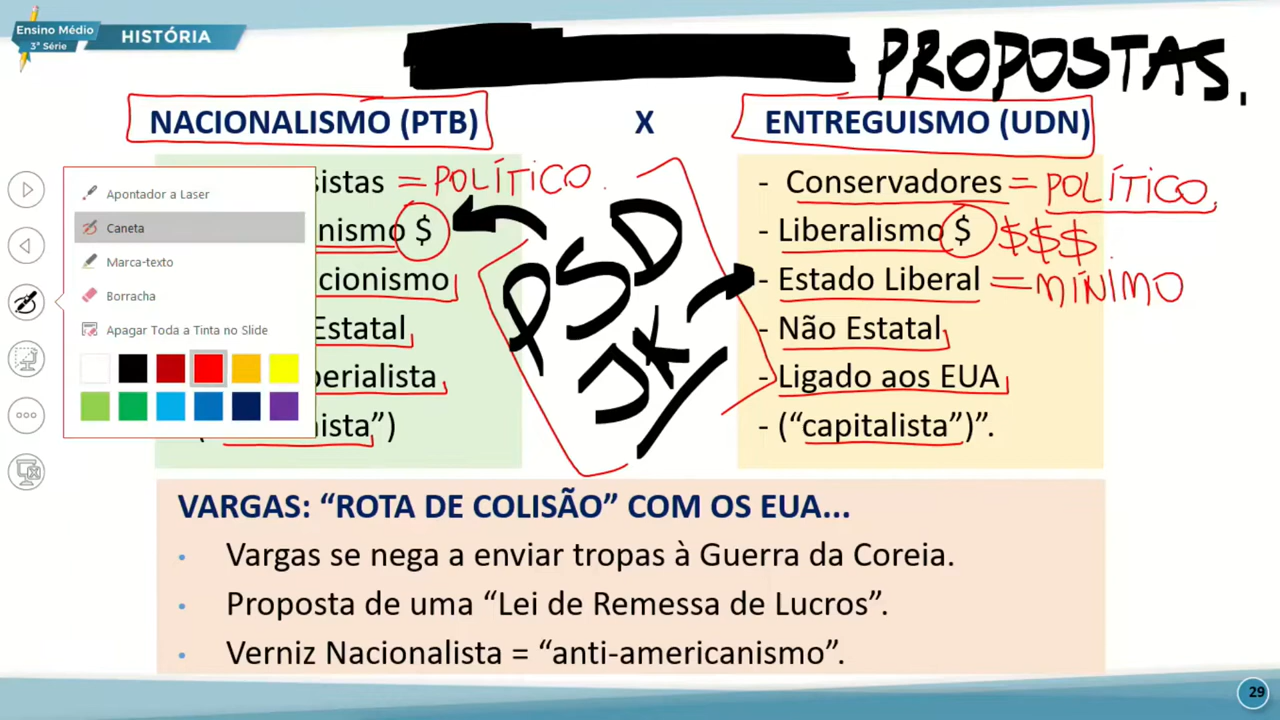 Ensino Médio
3ª Série
HISTÓRIA
PROPOSTAS.
NACIONALISMO (PTB) X ENTREGUISMO (UDN)
sistas = POLÍTICO.
nismo $
cionismo
Estatal
perialista
ista”)
Apontador a Laser
Caneta
Marca-texto
Borracha
Apagar Toda a Tinta no Slide
PSD
JK
- Conservadores = POLÍTICO.
- Liberalismo $ $$$
- Estado Liberal = MÍNIMO
- Não Estatal
- Ligado aos EUA
- (“capitalista”)”.
VARGAS: “ROTA DE COLISÃO” COM OS EUA...
• Vargas se nega a enviar tropas à Guerra da Coreia.
• Proposta de uma “Lei de Remessa de Lucros”.
• Verniz Nacionalista = “anti-americanismo”.
29